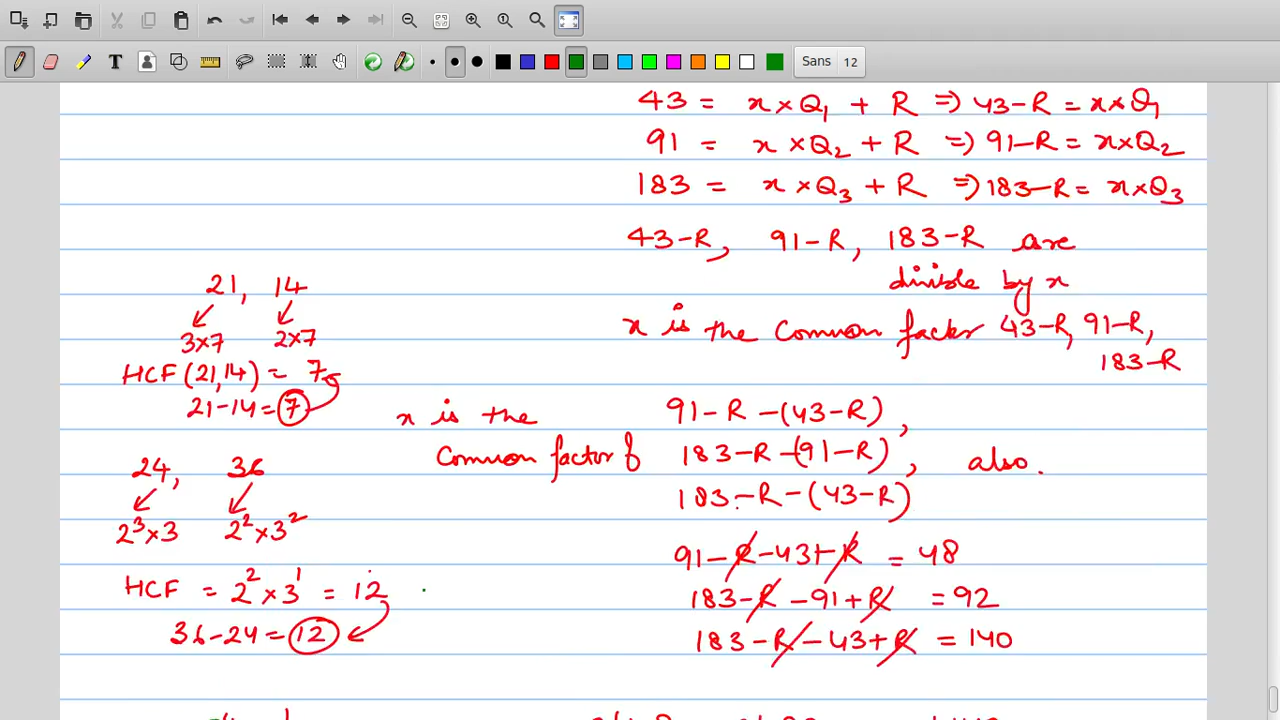 Sans 12
43 = x × Q₁ + R ⇒ 43-R = x×Q₁
91 = x × Q₂ + R ⇒ 91-R = x×Q₂
183 = x × Q₃ + R ⇒ 183-R = x×Q₃
43-R, 91-R, 183-R are
divisble by x
x is the Common factor 43-R, 91-R,
183-R
21, 14
3×7 2×7
HCF (21,14) = 7
21-14 = 7
24, 36
2³×3 2²×3²
HCF = 2² × 3¹ = 12
36-24 = 12
x is the
Common factor of
91-R-(43-R),
183-R-(91-R), also.
183-R-(43-R)
91-R-43+R = 48
183-R-91+R = 92
183-R-43+R = 140